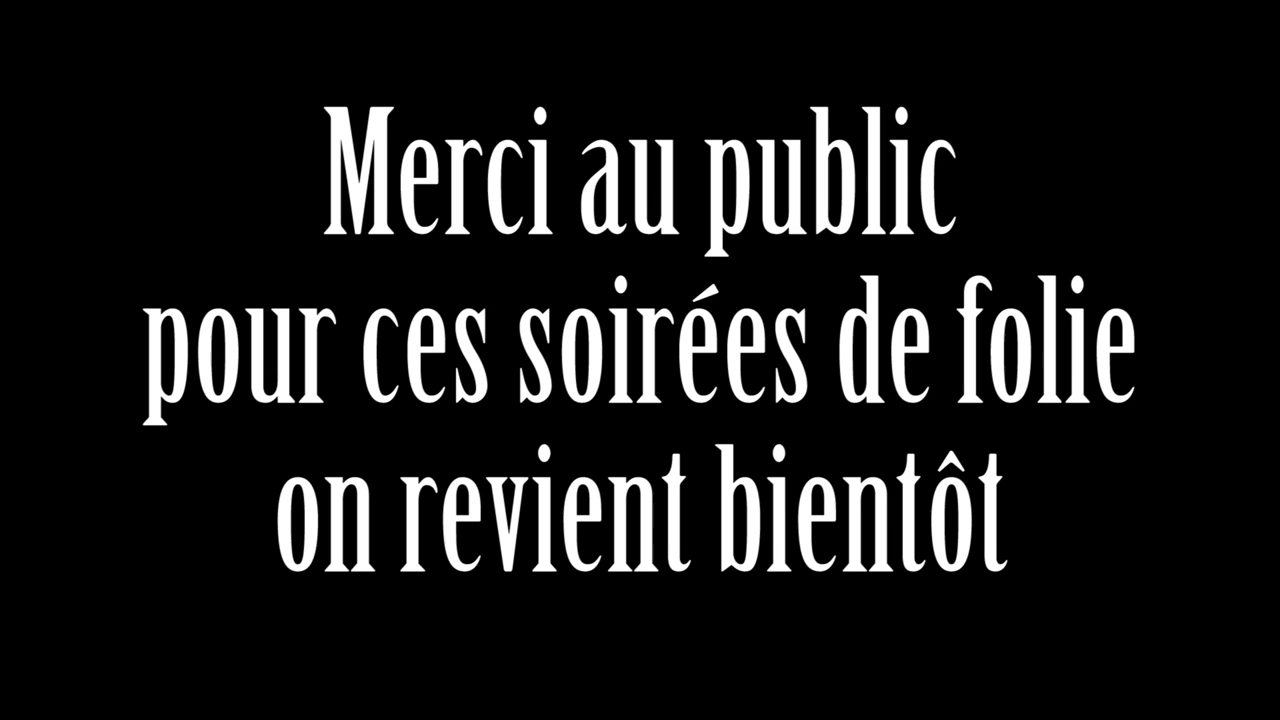 Merci au public
pour ces soirées de folie
on revient bientôt